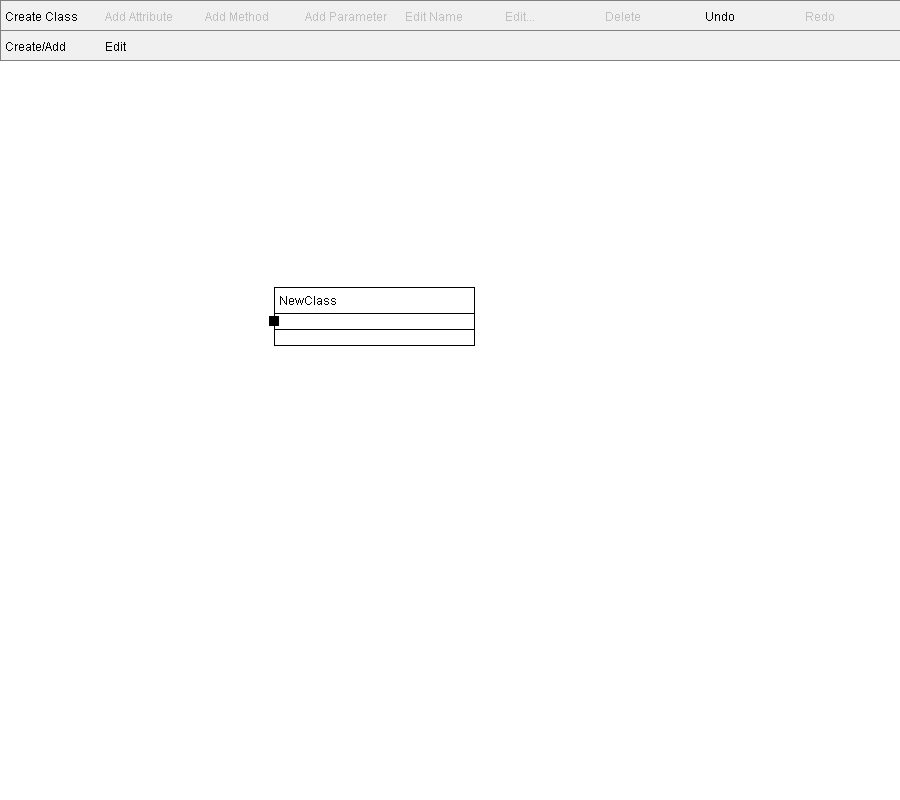 Create Class Add Attribute Add Method Add Parameter Edit Name Edit... Delete Undo Redo
Create/Add Edit
NewClass